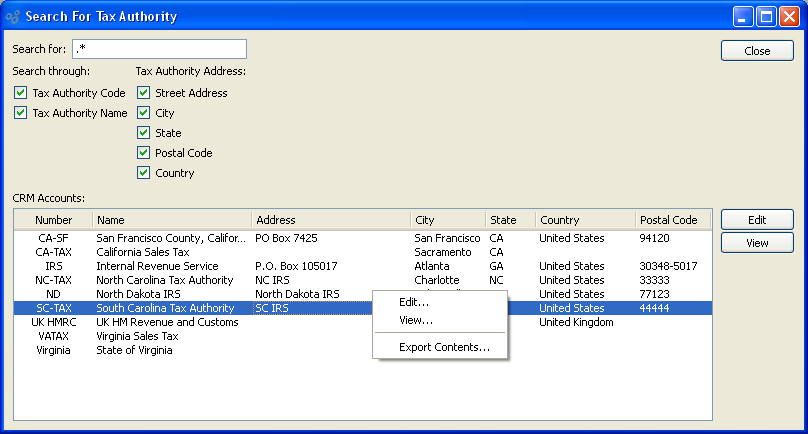 Search For Tax Authority
Search for: .*
Close
Search through: Tax Authority Address:
Tax Authority Code Street Address
Tax Authority Name City
State
Postal Code
Country
CRM Accounts:
Number Name Address City State Country Postal Code
Edit
View
CA-SF San Francisco County, Califor... PO Box 7425 San Francisco CA United States 94120
CA-TAX California Sales Tax Sacramento CA
IRS Internal Revenue Service P.O. Box 105017 Atlanta GA United States 30348-5017
NC-TAX North Carolina Tax Authority NC IRS Charlotte NC United States 33333
ND North Dakota IRS North Dakota IRS United States 77123
SC-TAX South Carolina Tax Authority SC IRS United States 44444
UK HMRC UK HM Revenue and Customs United Kingdom
VATAX Virginia Sales Tax
Virginia State of Virginia
Edit...
View...
Export Contents...